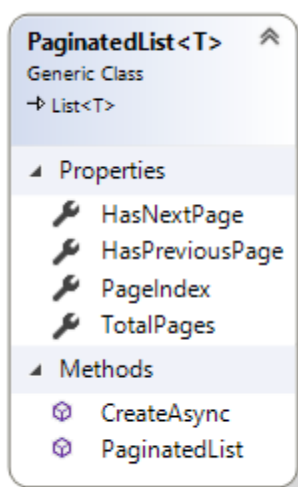 PaginatedList<T>
Generic Class
List<T>
Properties
HasNextPage
HasPreviousPage
PageIndex
TotalPages
Methods
CreateAsync
PaginatedList